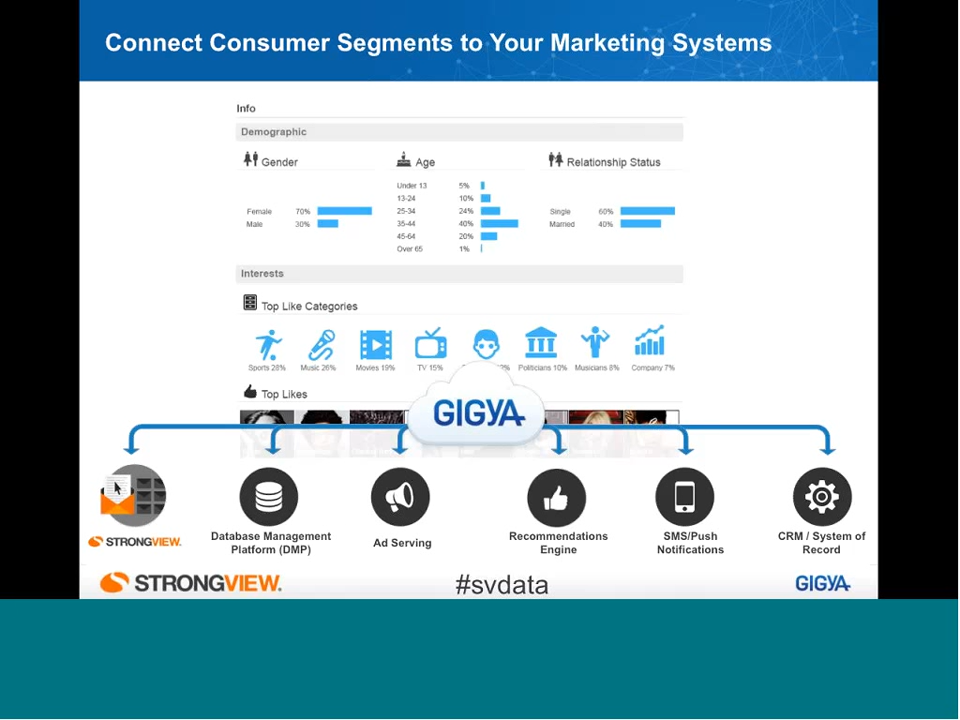 Connect Consumer Segments to Your Marketing Systems
Info
Demographic
Gender
Age
Relationship Status
Under 13 5%
13-24 10%
Female 70%
25-34 24%
Single 60%
Male 30%
35-44 40%
Married 40%
45-64 20%
Over 65 1%
Interests
Top Like Categories
Sports 28% Music 26% Movies 19% TV 15% Politicians 10% Musicians 8% Company 7%
Top Likes
GIGYA
STRONGVIEW.
Database Management
Platform (DMP)
Ad Serving
Recommendations
Engine
SMS/Push
Notifications
CRM / System of
Record
STRONGVIEW.
#svdata
GIGYA